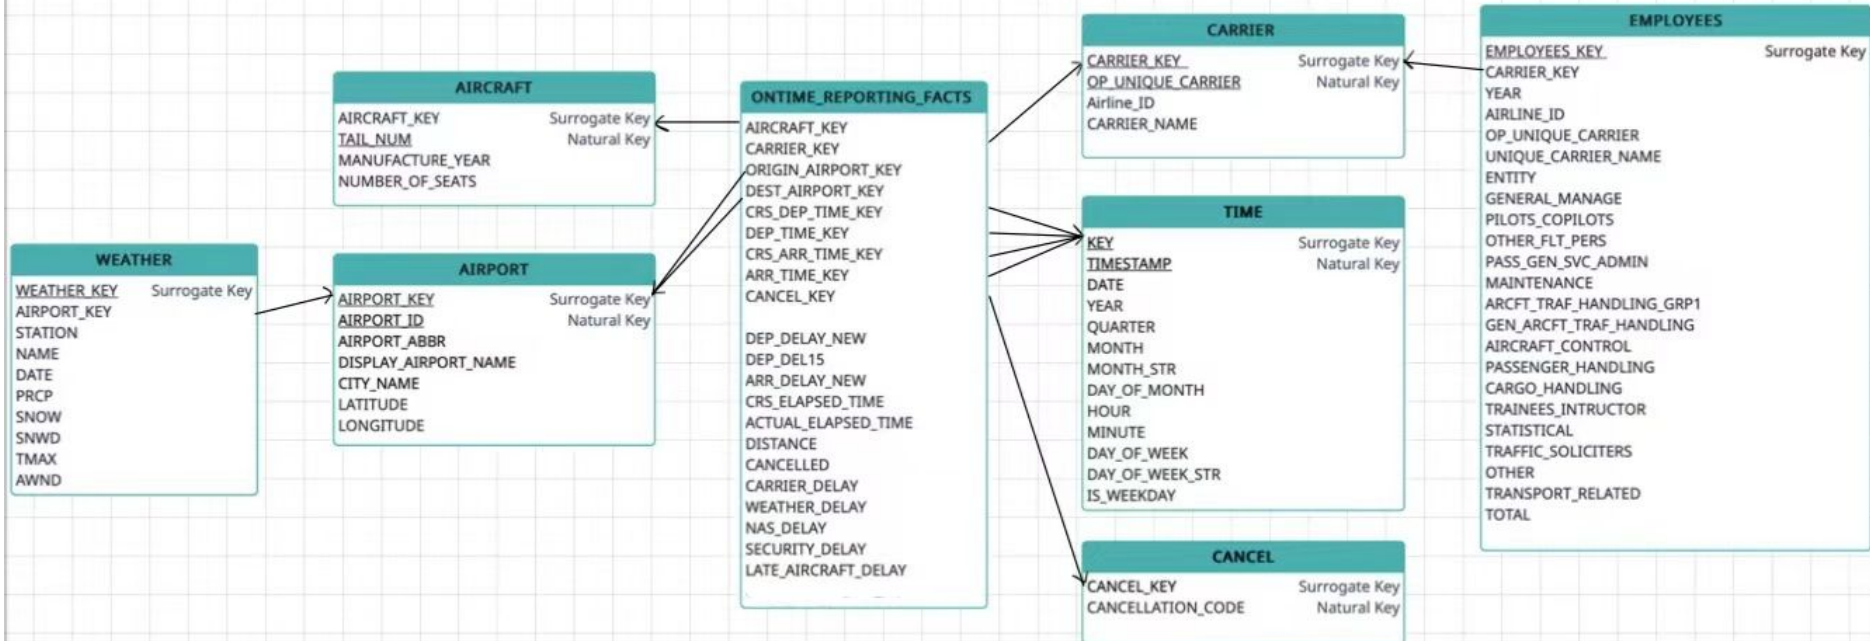 WEATHER
WEATHER_KEY Surrogate Key
AIRPORT_KEY
STATION
NAME
DATE
PRCP
SNOW
SNWD
TMAX
AWND
AIRCRAFT
AIRCRAFT_KEY Surrogate Key
TAIL_NUM Natural Key
MANUFACTURE_YEAR
NUMBER_OF_SEATS
AIRPORT
AIRPORT_KEY Surrogate Key
AIRPORT_ID Natural Key
AIRPORT_ABBR
DISPLAY_AIRPORT_NAME
CITY_NAME
LATITUDE
LONGITUDE
ONTIME_REPORTING_FACTS
AIRCRAFT_KEY
CARRIER_KEY
ORIGIN_AIRPORT_KEY
DEST_AIRPORT_KEY
CRS_DEP_TIME_KEY
DEP_TIME_KEY
CRS_ARR_TIME_KEY
ARR_TIME_KEY
CANCEL_KEY
DEP_DELAY_NEW
DEP_DEL15
ARR_DELAY_NEW
CRS_ELAPSED_TIME
ACTUAL_ELAPSED_TIME
DISTANCE
CANCELLED
CARRIER_DELAY
WEATHER_DELAY
NAS_DELAY
SECURITY_DELAY
LATE_AIRCRAFT_DELAY
CARRIER
CARRIER_KEY Surrogate Key
OP_UNIQUE_CARRIER Natural Key
Airline_ID
CARRIER_NAME
TIME
KEY Surrogate Key
TIMESTAMP Natural Key
DATE
YEAR
QUARTER
MONTH
MONTH_STR
DAY_OF_MONTH
HOUR
MINUTE
DAY_OF_WEEK
DAY_OF_WEEK_STR
IS_WEEKDAY
CANCEL
CANCEL_KEY Surrogate Key
CANCELLATION_CODE Natural Key
EMPLOYEES
EMPLOYEES_KEY Surrogate Key
CARRIER_KEY
YEAR
AIRLINE_ID
OP_UNIQUE_CARRIER
UNIQUE_CARRIER_NAME
ENTITY
GENERAL_MANAGE
PILOTS_COPILOTS
OTHER_FLT_PERS
PASS_GEN_SVC_ADMIN
MAINTENANCE
ARCFT_TRAF_HANDLING_GRP1
GEN_ARCFT_TRAF_HANDLING
AIRCRAFT_CONTROL
PASSENGER_HANDLING
CARGO_HANDLING
TRAINEES_INTRUCTOR
STATISTICAL
TRAFFIC_SOLICITERS
OTHER
TRANSPORT_RELATED
TOTAL